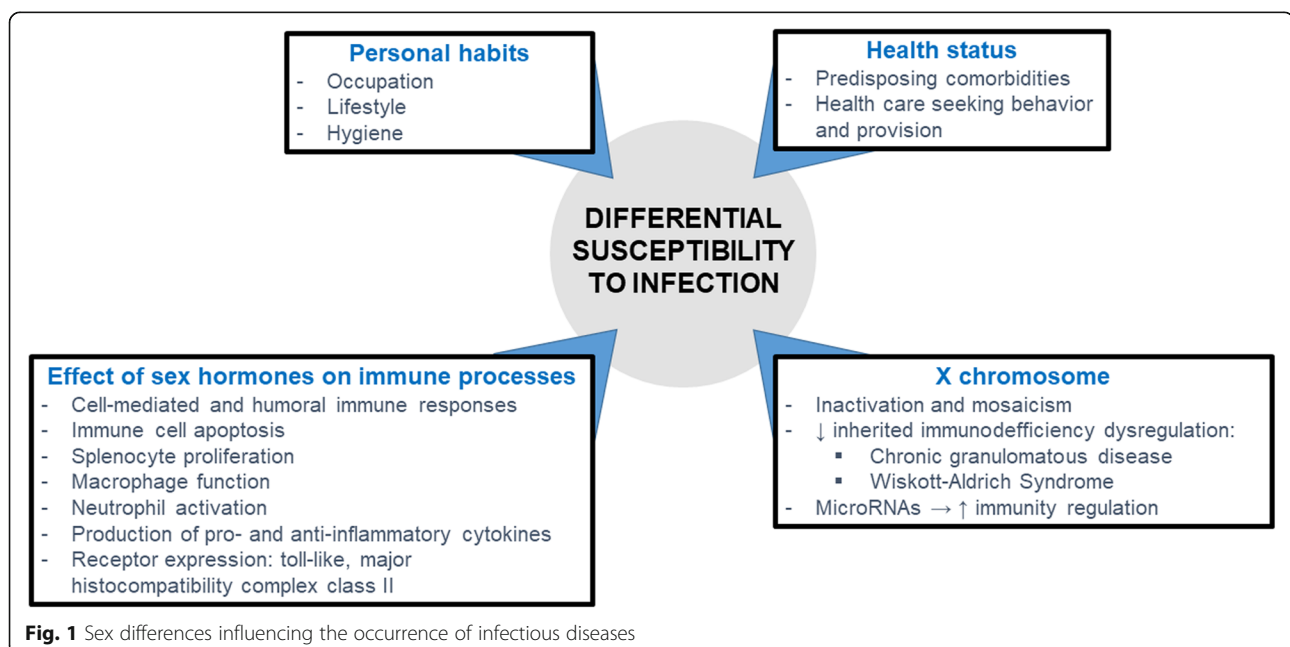 Personal habits
- Occupation
- Lifestyle
- Hygiene
Health status
- Predisposing comorbidities
- Health care seeking behavior
and provision
DIFFERENTIAL
SUSCEPTIBILITY
TO INFECTION
Effect of sex hormones on immune processes
- Cell-mediated and humoral immune responses
- Immune cell apoptosis
- Splenocyte proliferation
- Macrophage function
- Neutrophil activation
- Production of pro- and anti-inflammatory cytokines
- Receptor expression: toll-like, major
histocompatibility complex class II
X chromosome
- Inactivation and mosaicism
- ↓ inherited immunodeficiency dysregulation:
▪ Chronic granulomatous disease
▪ Wiskott-Aldrich Syndrome
- MicroRNAs → ↑ immunity regulation
Fig. 1 Sex differences influencing the occurrence of infectious diseases